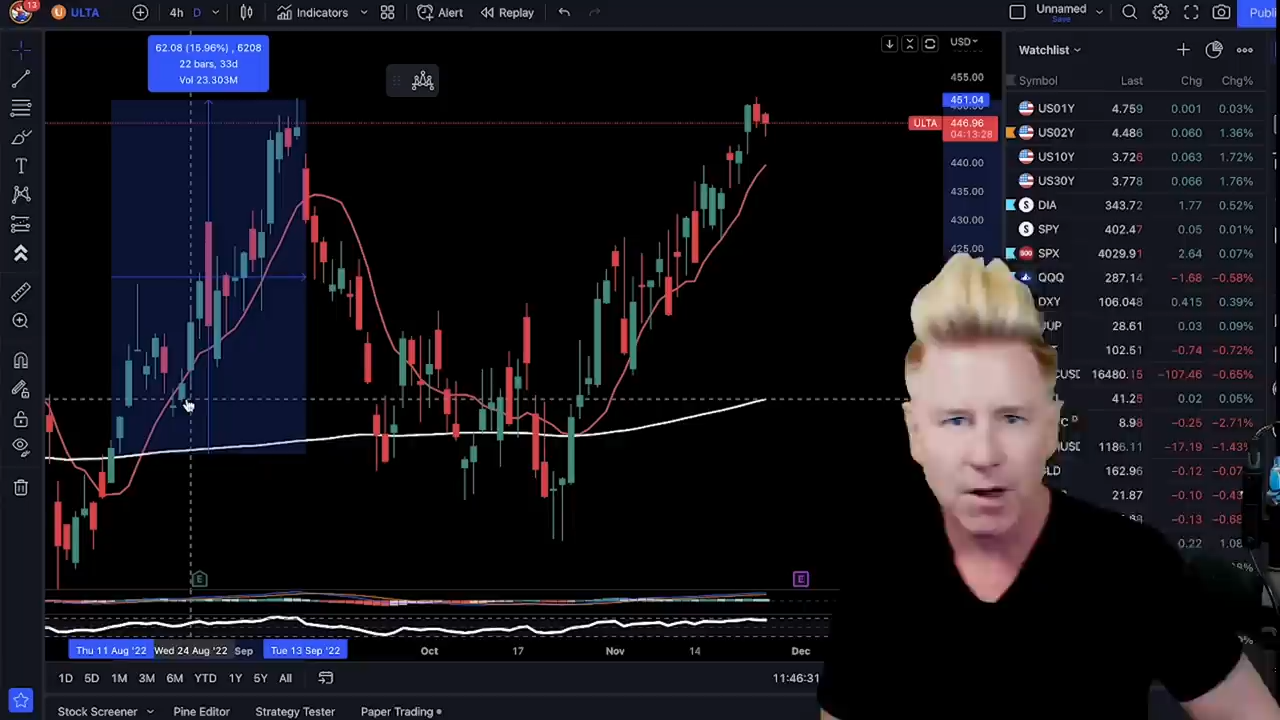 13 ULTA 4h D Indicators Alert Replay Unnamed Save Publi
62.08 (15.96%) , 6208
22 bars, 33d
Vol 23.303M
USD
455.00
451.04
ULTA 446.96
04:13:28
440.00
435.00
430.00
425.00
E
E
Thu 11 Aug '22 Wed 24 Aug '22 Sep Tue 13 Sep '22 Oct 17 Nov 14 Dec
1D 5D 1M 3M 6M YTD 1Y 5Y All 11:46:31
Stock Screener Pine Editor Strategy Tester Paper Trading
Watchlist
Symbol Last Chg Chg%
US01Y 4.759 0.001 0.03%
US02Y 4.486 0.060 1.36%
US10Y 3.726 0.063 1.72%
US30Y 3.778 0.066 1.76%
DIA 343.72 1.77 0.52%
SPY 402.47 0.05 0.01%
SPX 4029.91 2.64 0.07%
QQQ 287.14 −1.68 −0.58%
DXY 106.048 0.415 0.39%
28.61 0.03 0.09%
102.51 −0.74 −0.72%
16480.15 −107.46 −0.65%
41.25 0.02 0.05%
8.98 −0.25 −2.71%
1186.11 −17.19 −1.43%
162.96 −0.12
21.87 −0.10
−0.13
0.22